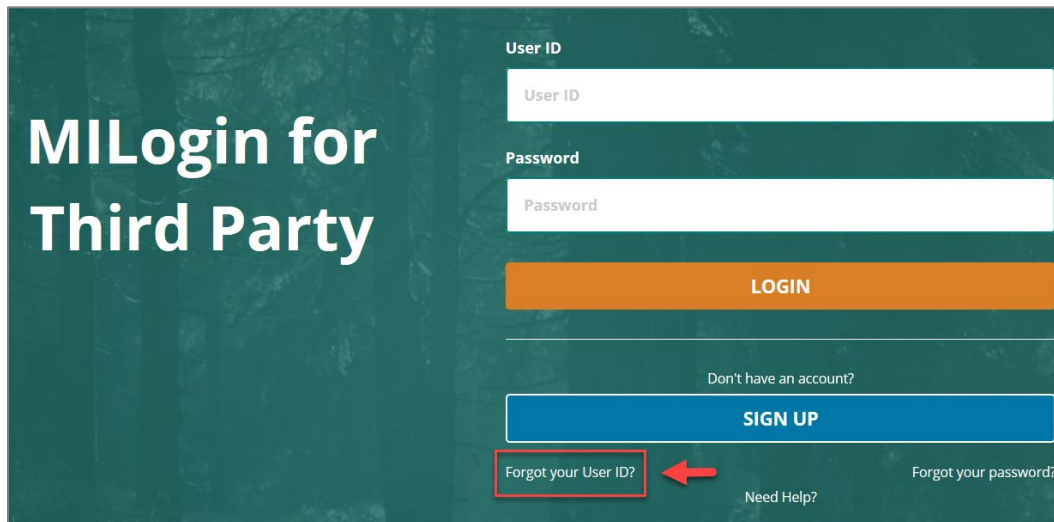 MILogin for
Third Party
User ID
User ID
Password
Password
LOGIN
Don't have an account?
SIGN UP
Forgot your User ID?
Forgot your password?
Need Help?